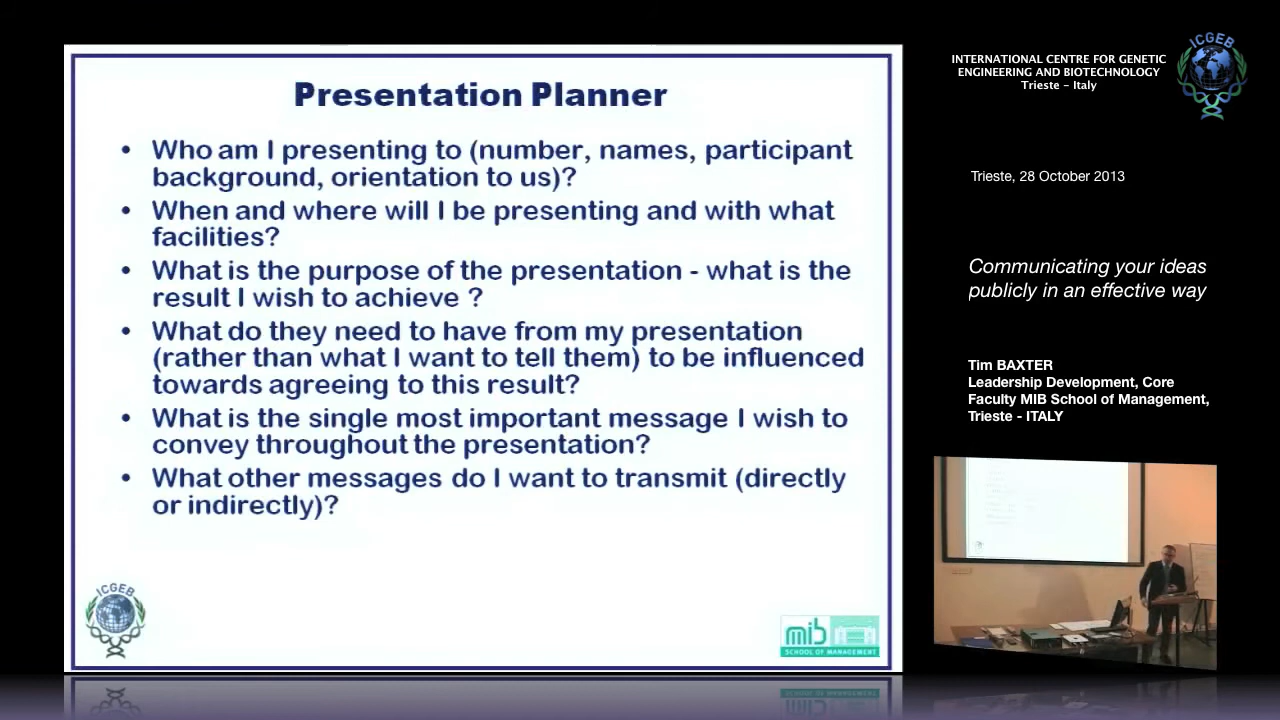 Presentation Planner
• Who am I presenting to (number, names, participant
background, orientation to us)?
• When and where will I be presenting and with what
facilities?
• What is the purpose of the presentation - what is the
result I wish to achieve ?
• What do they need to have from my presentation
(rather than what I want to tell them) to be influenced
towards agreeing to this result?
• What is the single most important message I wish to
convey throughout the presentation?
• What other messages do I want to transmit (directly
or indirectly)?
ICGEB
mib
SCHOOL OF MANAGEMENT
INTERNATIONAL CENTRE FOR GENETIC
ENGINEERING AND BIOTECHNOLOGY
Trieste - Italy
ICGEB
Trieste, 28 October 2013
Communicating your ideas
publicly in an effective way
Tim BAXTER
Leadership Development, Core
Faculty MIB School of Management,
Trieste - ITALY